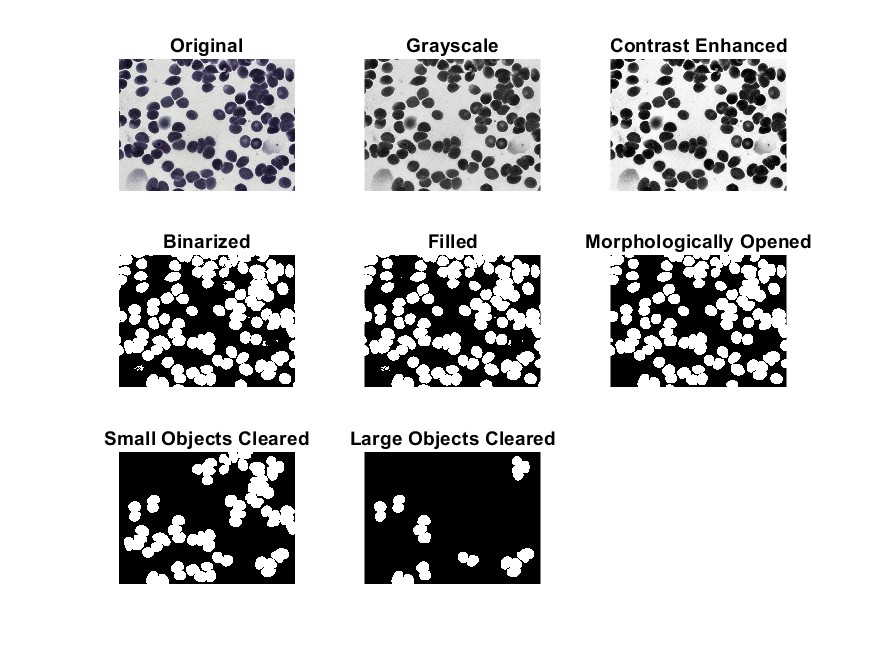 Original
Grayscale
Contrast Enhanced
Binarized
Filled
Morphologically Opened
Small Objects Cleared
Large Objects Cleared